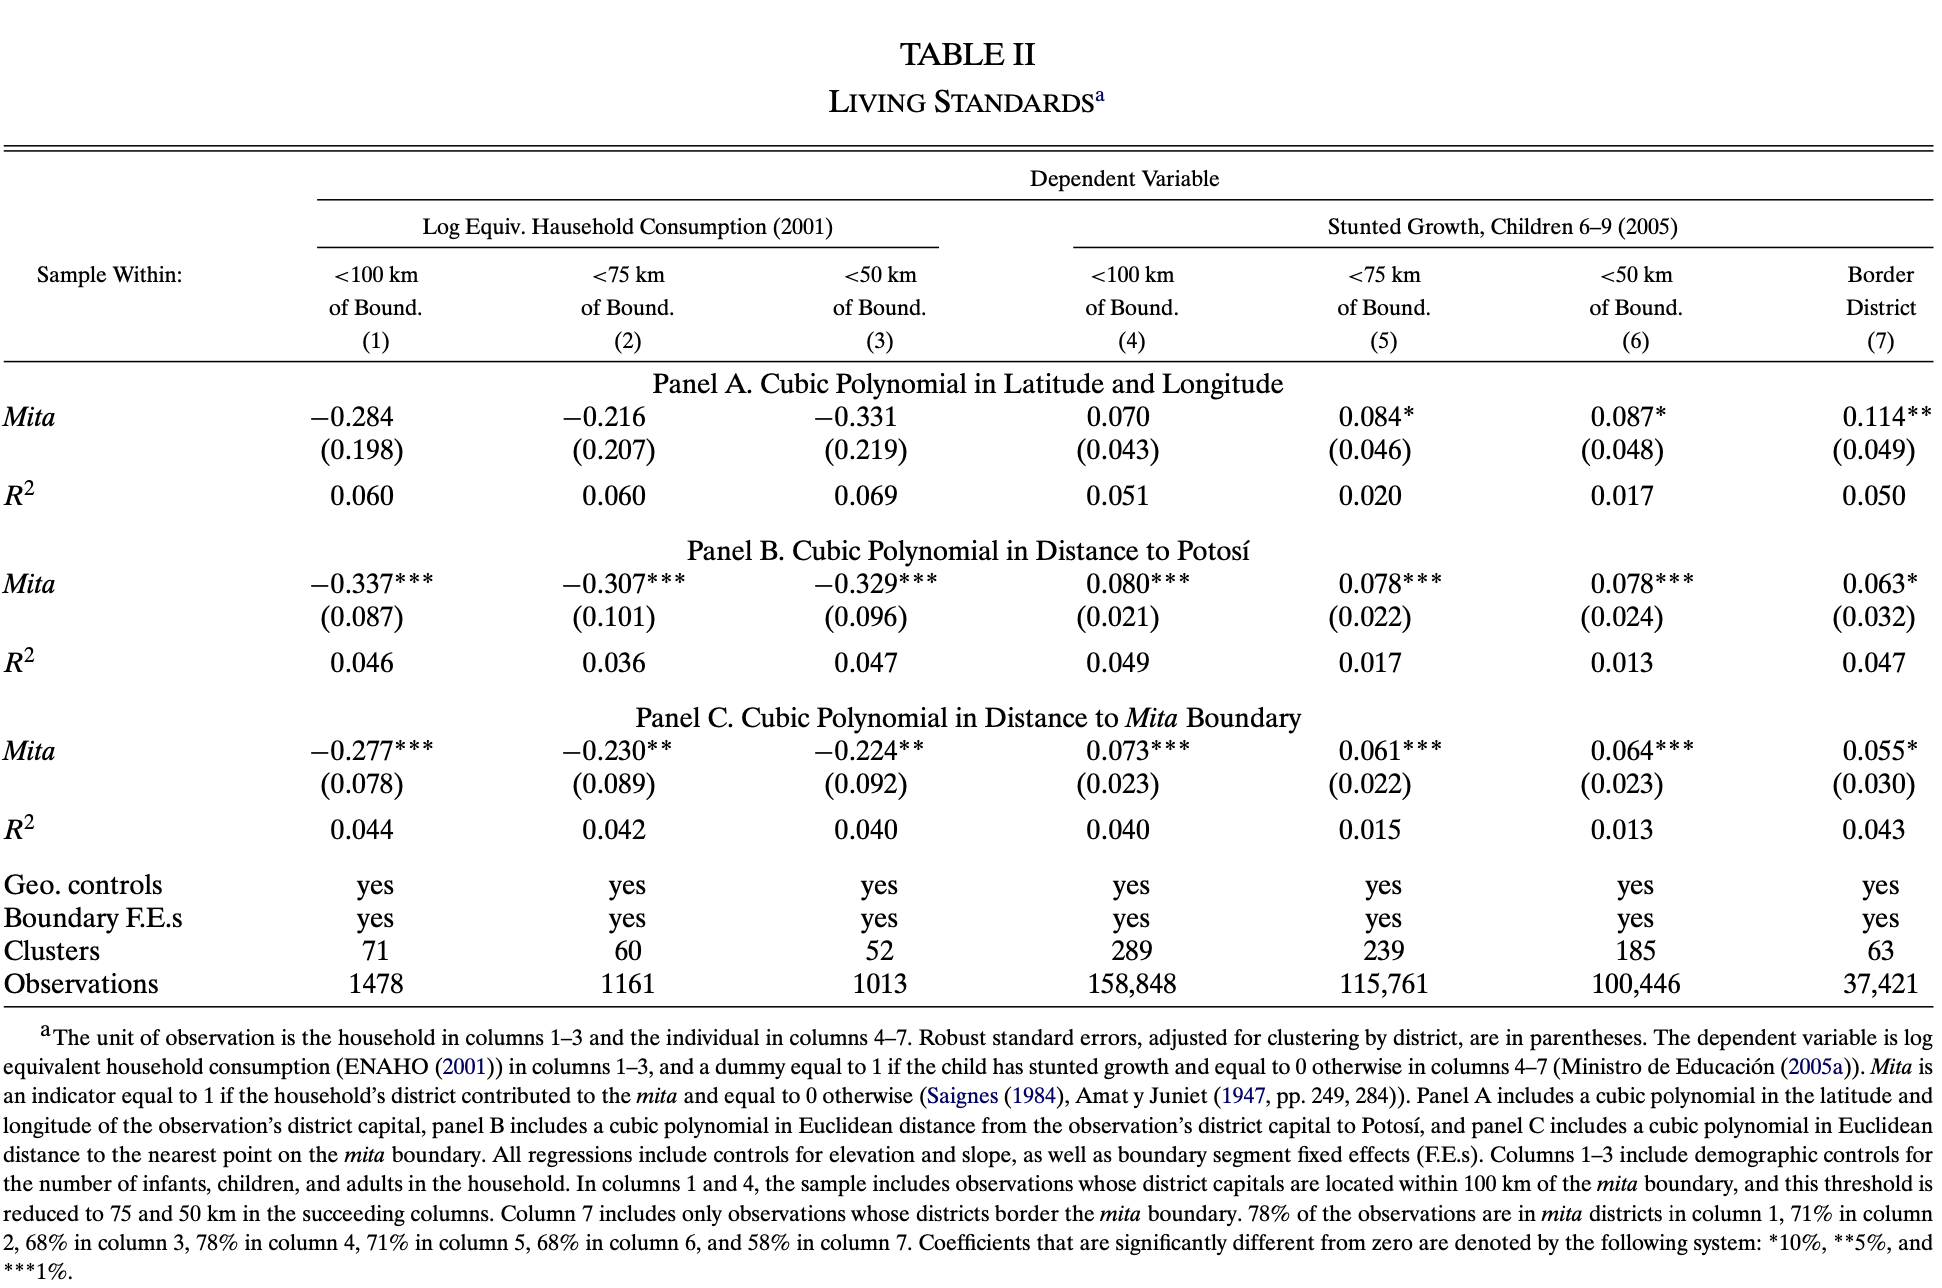 TABLE II
LIVING STANDARDSa
Dependent Variable
Log Equiv. Hausehold Consumption (2001) Stunted Growth, Children 6–9 (2005)
Sample Within: <100 km <75 km <50 km <100 km <75 km <50 km Border
of Bound. of Bound. of Bound. of Bound. of Bound. of Bound. District
(1) (2) (3) (4) (5) (6) (7)
Panel A. Cubic Polynomial in Latitude and Longitude
Mita −0.284 −0.216 −0.331 0.070 0.084* 0.087* 0.114**
(0.198) (0.207) (0.219) (0.043) (0.046) (0.048) (0.049)
R2 0.060 0.060 0.069 0.051 0.020 0.017 0.050
Panel B. Cubic Polynomial in Distance to Potosí
Mita −0.337*** −0.307*** −0.329*** 0.080*** 0.078*** 0.078*** 0.063*
(0.087) (0.101) (0.096) (0.021) (0.022) (0.024) (0.032)
R2 0.046 0.036 0.047 0.049 0.017 0.013 0.047
Panel C. Cubic Polynomial in Distance to Mita Boundary
Mita −0.277*** −0.230** −0.224** 0.073*** 0.061*** 0.064*** 0.055*
(0.078) (0.089) (0.092) (0.023) (0.022) (0.023) (0.030)
R2 0.044 0.042 0.040 0.040 0.015 0.013 0.043
Geo. controls yes yes yes yes yes yes yes
Boundary F.E.s yes yes yes yes yes yes yes
Clusters 71 60 52 289 239 185 63
Observations 1478 1161 1013 158,848 115,761 100,446 37,421
aThe unit of observation is the household in columns 1–3 and the individual in columns 4–7. Robust standard errors, adjusted for clustering by district, are in parentheses. The dependent variable is log
equivalent household consumption (ENAHO (2001)) in columns 1–3, and a dummy equal to 1 if the child has stunted growth and equal to 0 otherwise in columns 4–7 (Ministro de Educación (2005a)). Mita is
an indicator equal to 1 if the household’s district contributed to the mita and equal to 0 otherwise (Saignes (1984), Amat y Juniet (1947, pp. 249, 284)). Panel A includes a cubic polynomial in the latitude and
longitude of the observation’s district capital, panel B includes a cubic polynomial in Euclidean distance from the observation’s district capital to Potosí, and panel C includes a cubic polynomial in Euclidean
distance to the nearest point on the mita boundary. All regressions include controls for elevation and slope, as well as boundary segment fixed effects (F.E.s). Columns 1–3 include demographic controls for
the number of infants, children, and adults in the household. In columns 1 and 4, the sample includes observations whose district capitals are located within 100 km of the mita boundary, and this threshold is
reduced to 75 and 50 km in the succeeding columns. Column 7 includes only observations whose districts border the mita boundary. 78% of the observations are in mita districts in column 1, 71% in column
2, 68% in column 3, 78% in column 4, 71% in column 5, 68% in column 6, and 58% in column 7. Coefficients that are significantly different from zero are denoted by the following system: *10%, **5%, and
***1%.